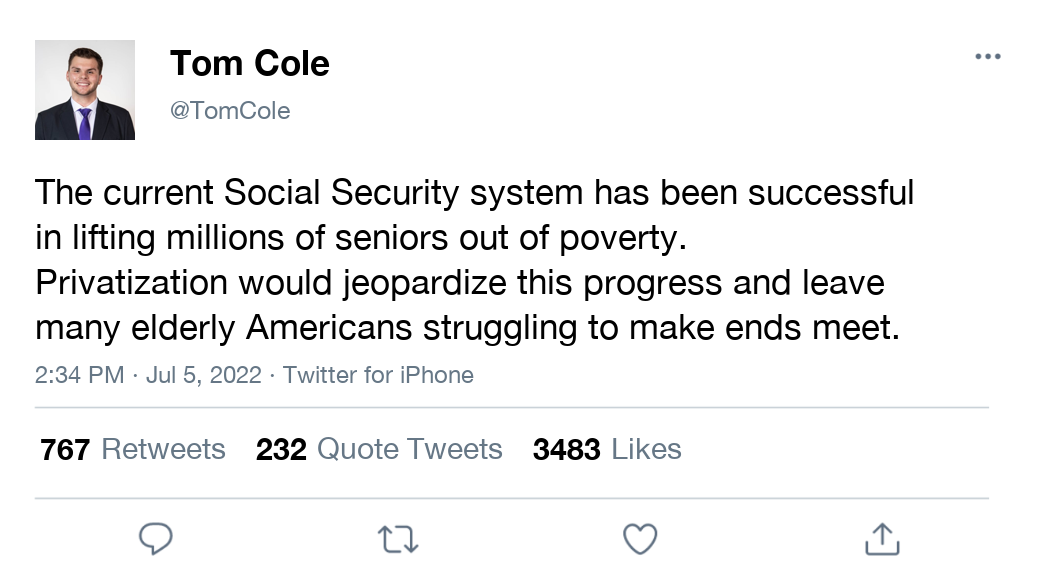 Tom Cole
@TomCole
The current Social Security system has been successful
in lifting millions of seniors out of poverty.
Privatization would jeopardize this progress and leave
many elderly Americans struggling to make ends meet.
2:34 PM · Jul 5, 2022 · Twitter for iPhone
767 Retweets 232 Quote Tweets 3483 Likes